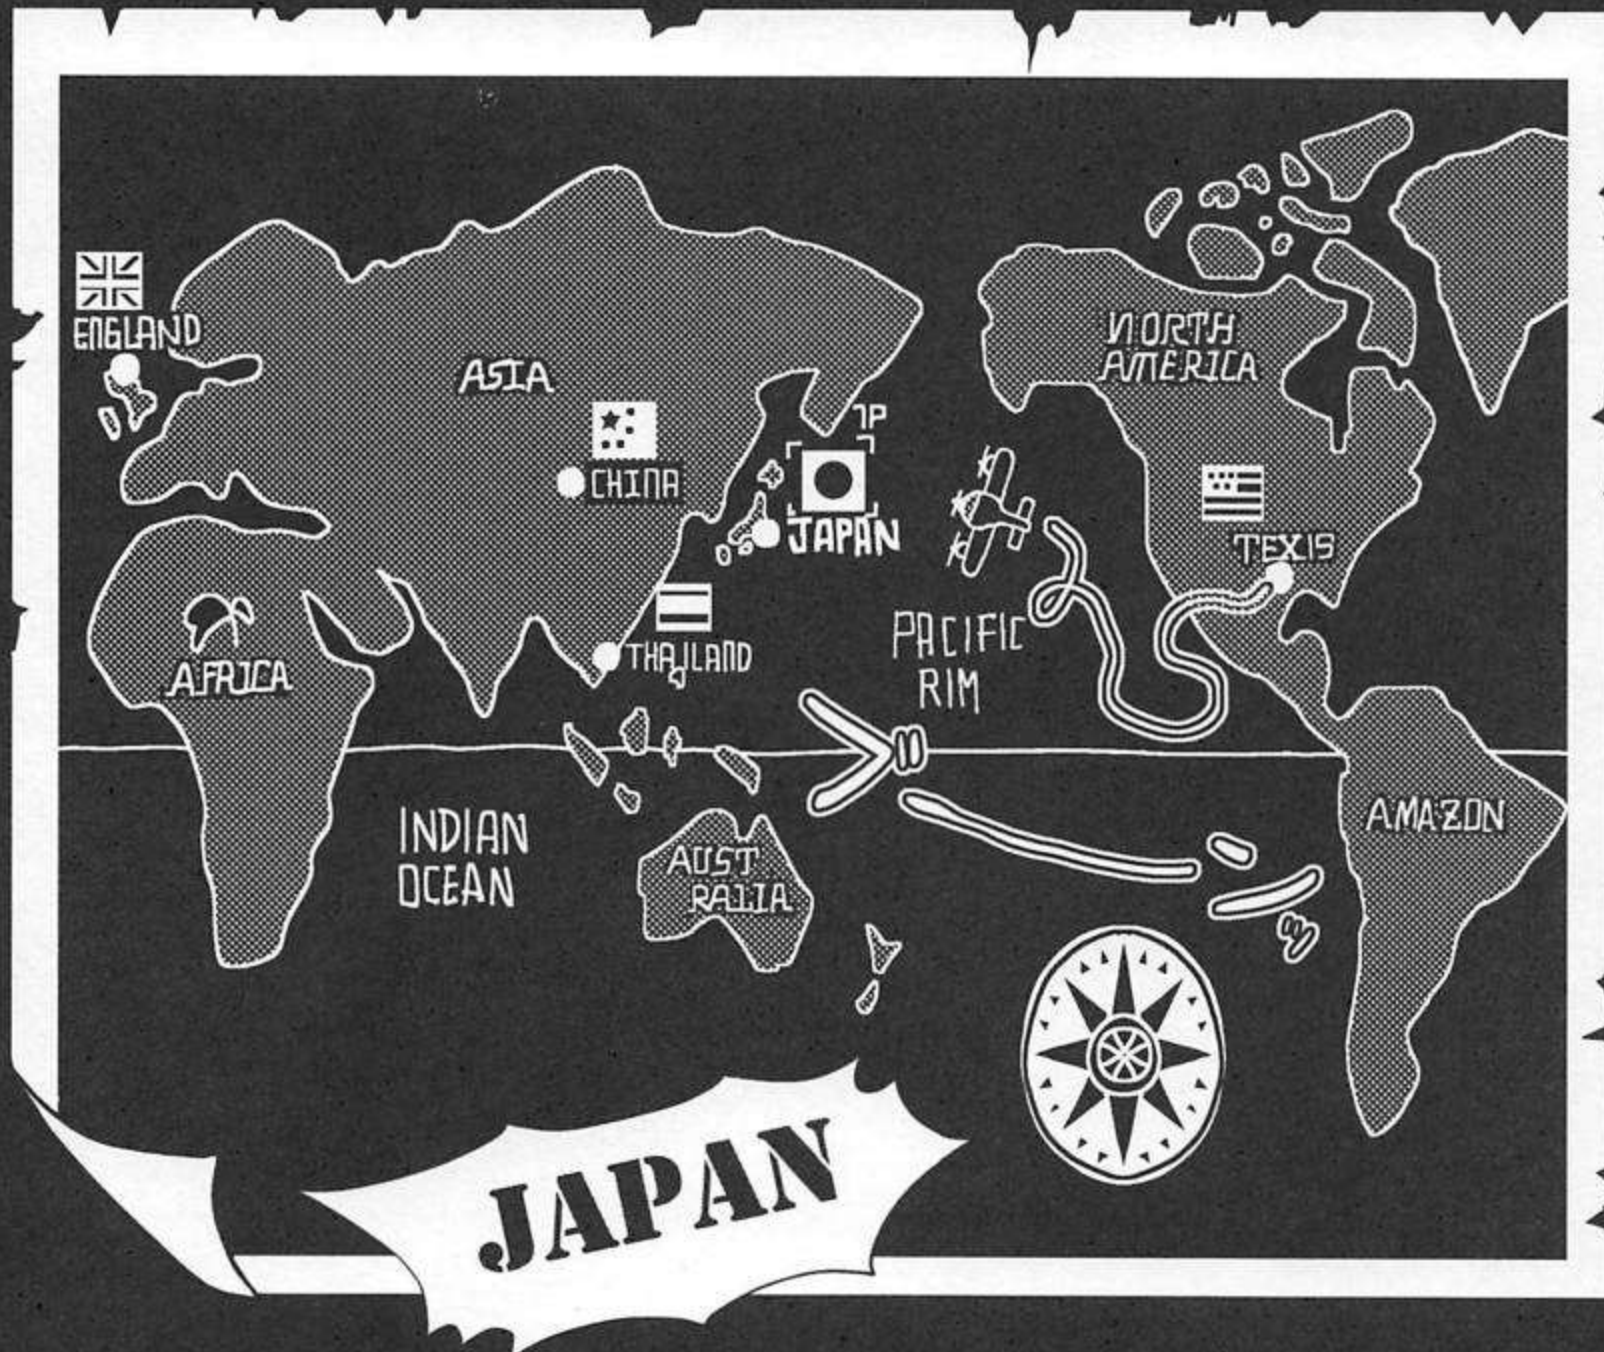 ENGLAND
ASIA
CHINA
1P
JAPAN
NORTH
AMERICA
TEXIS
AFRICA
THAILAND
PACIFIC
RIM
INDIAN
OCEAN
AUST
RALIA
AMAZON
JAPAN